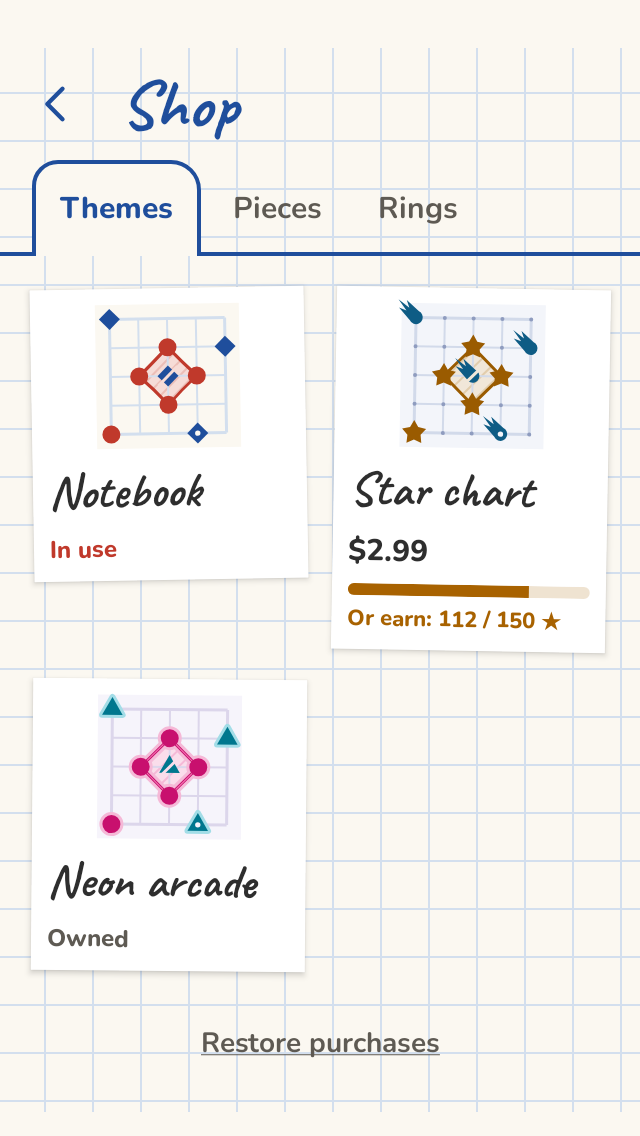 Shop
Themes Pieces Rings
Notebook
In use
Star chart
$2.99
Or earn: 112 / 150 ★
Neon arcade
Owned
Restore purchases